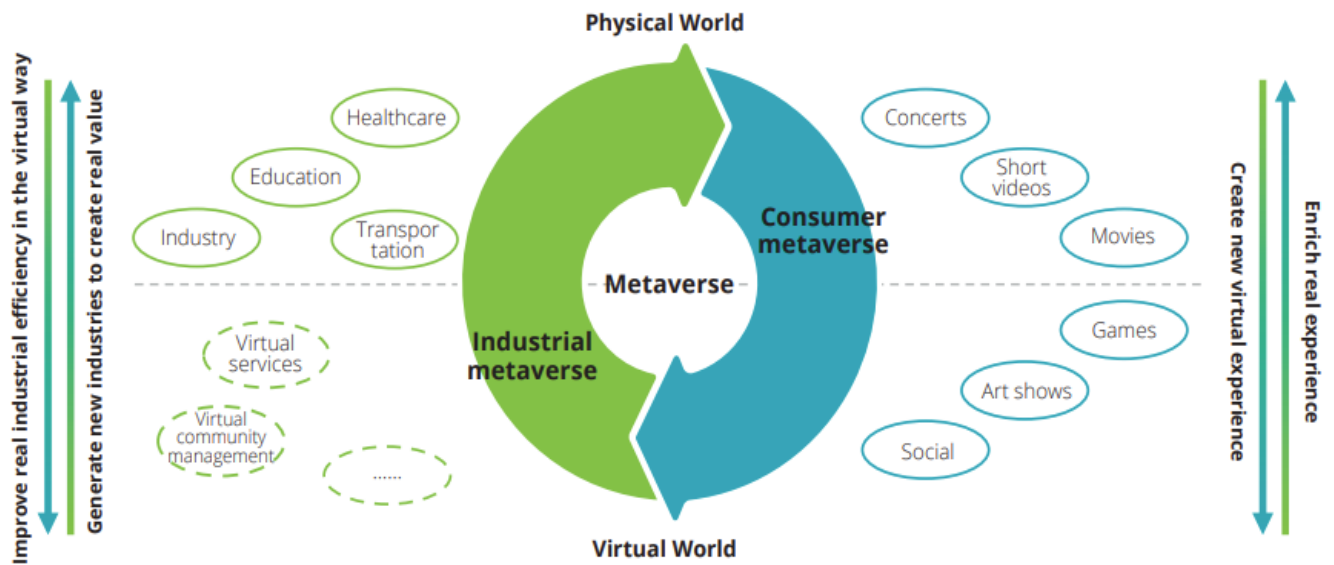 Physical World
Improve real industrial efficiency in the virtual way
Generate new industries to create real value
Healthcare
Education
Industry
Transpor
tation
Virtual
services
Virtual
community
management
......
Industrial
metaverse
Metaverse
Consumer
metaverse
Concerts
Short
videos
Movies
Games
Art shows
Social
Create new virtual experience
Enrich real experience
Virtual World